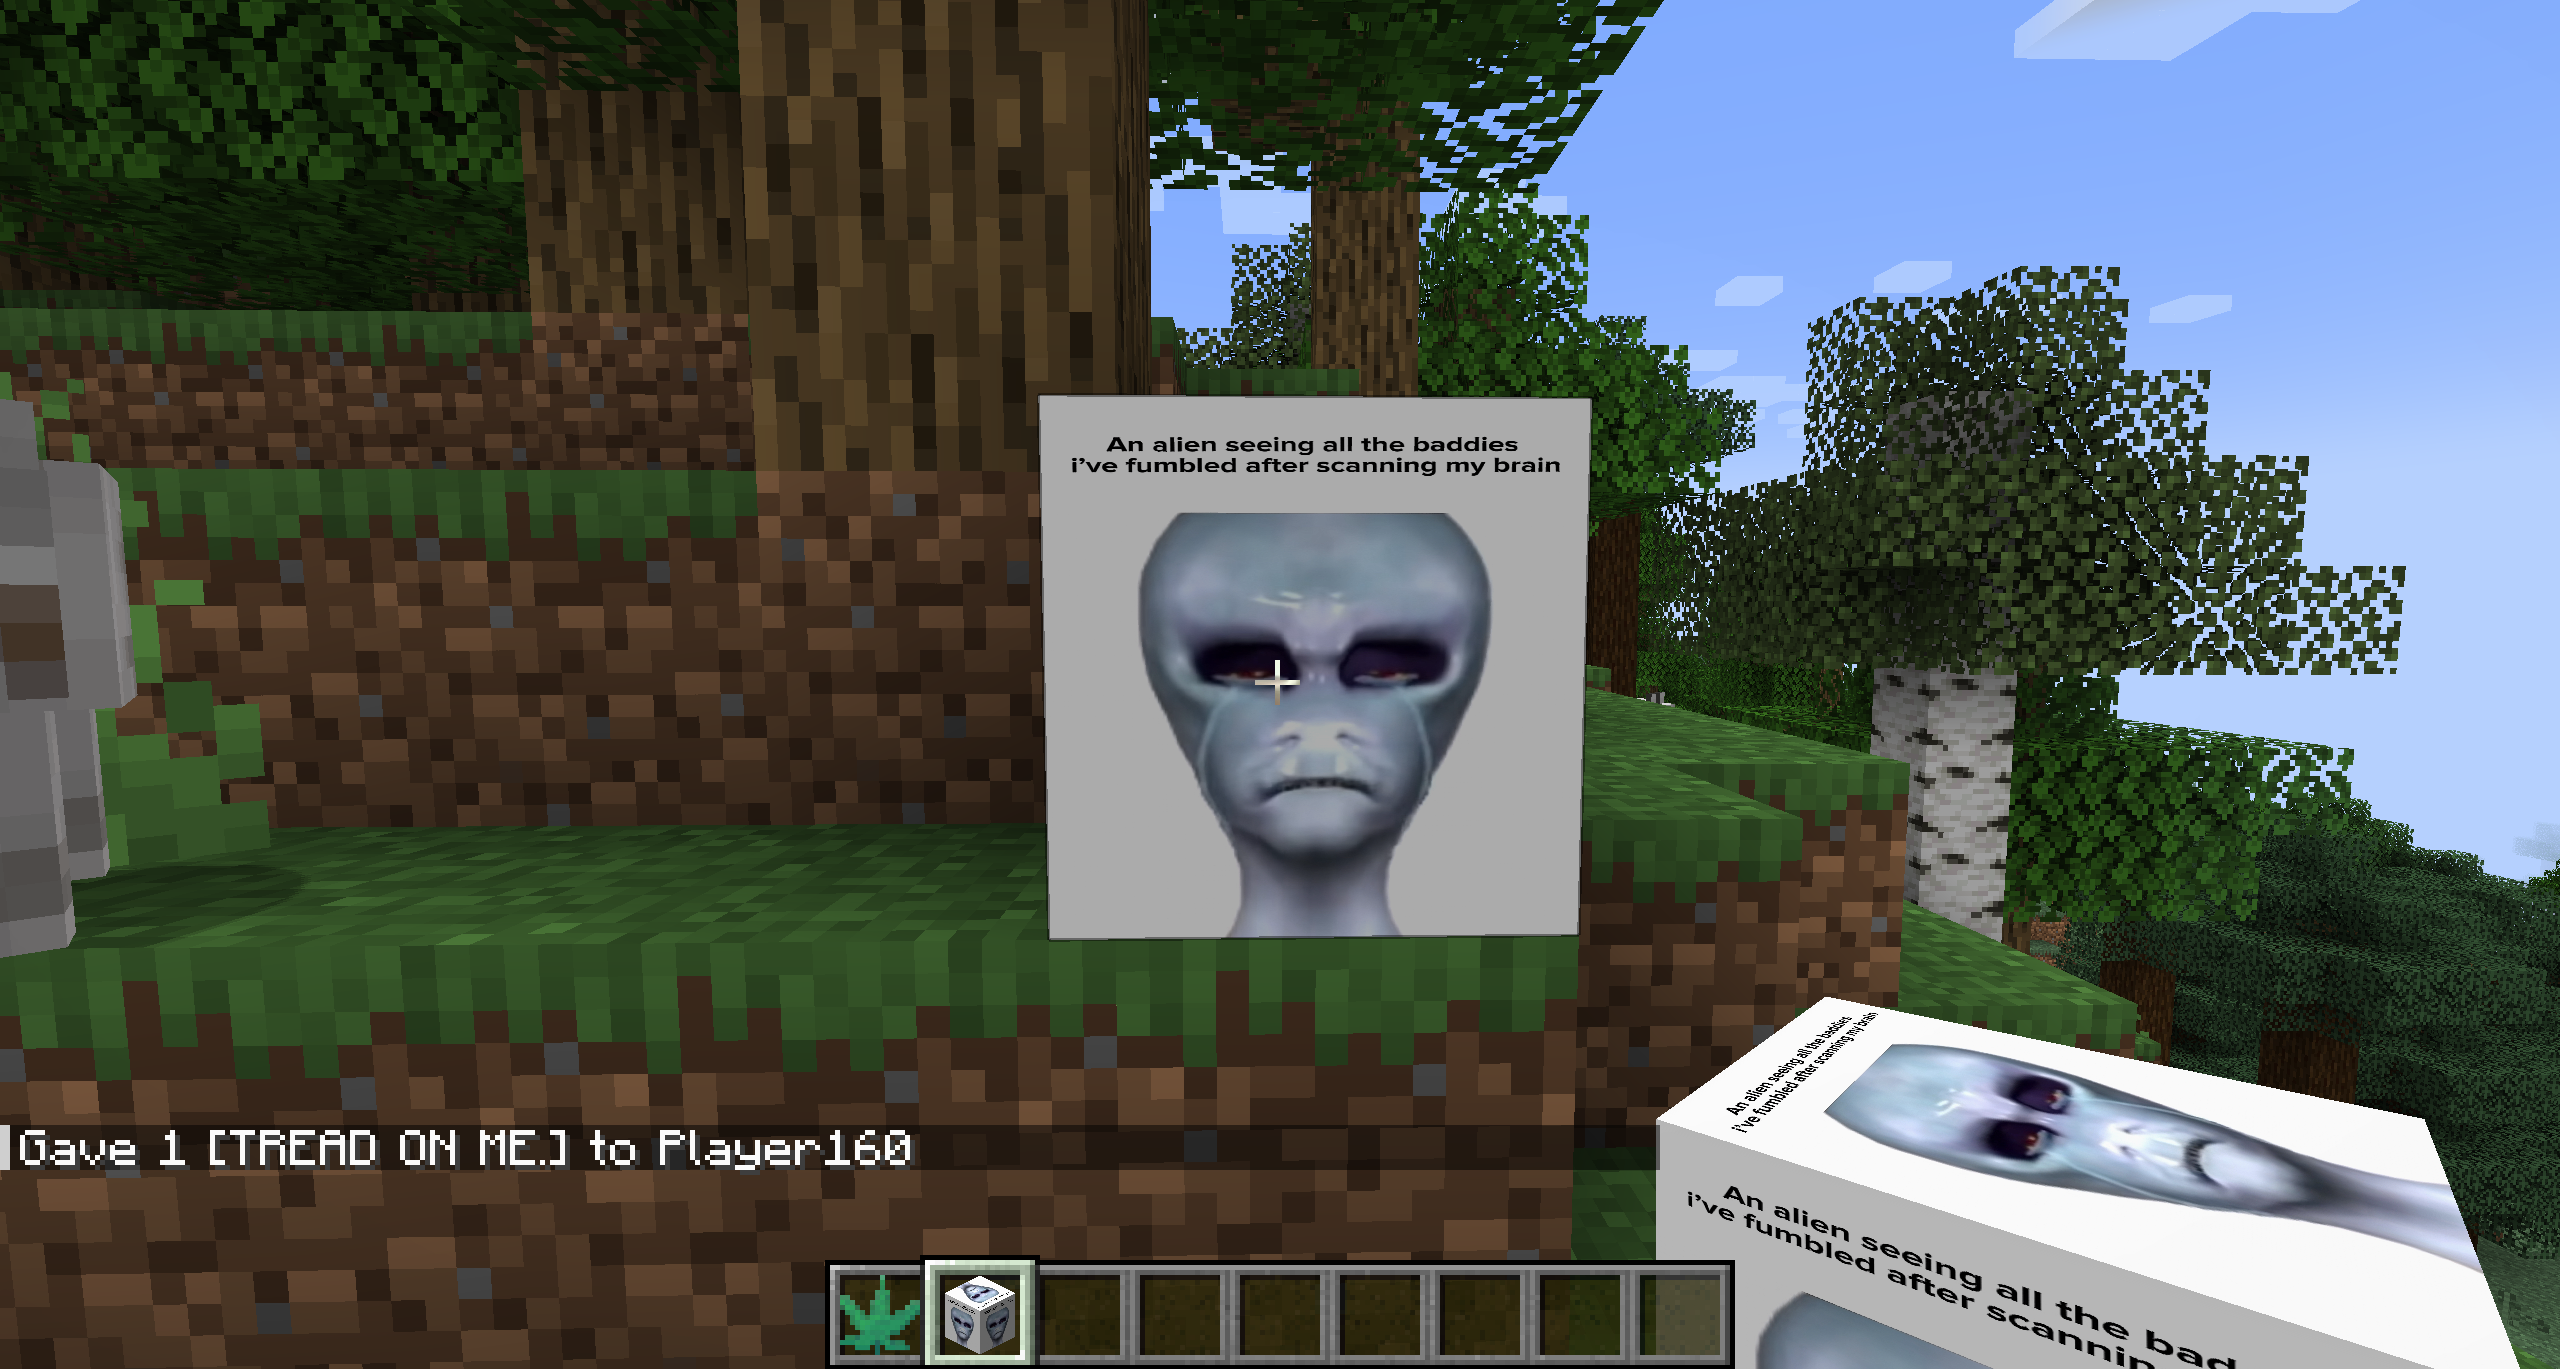 An alien seeing all the baddies
i've fumbled after scanning my brain
Gave 1 [TREAD ON ME.] to Player160
An alien seeing all the baddies
i've fumbled after scanning my brain
An alien seeing all the bad
i've fumbled after scannin